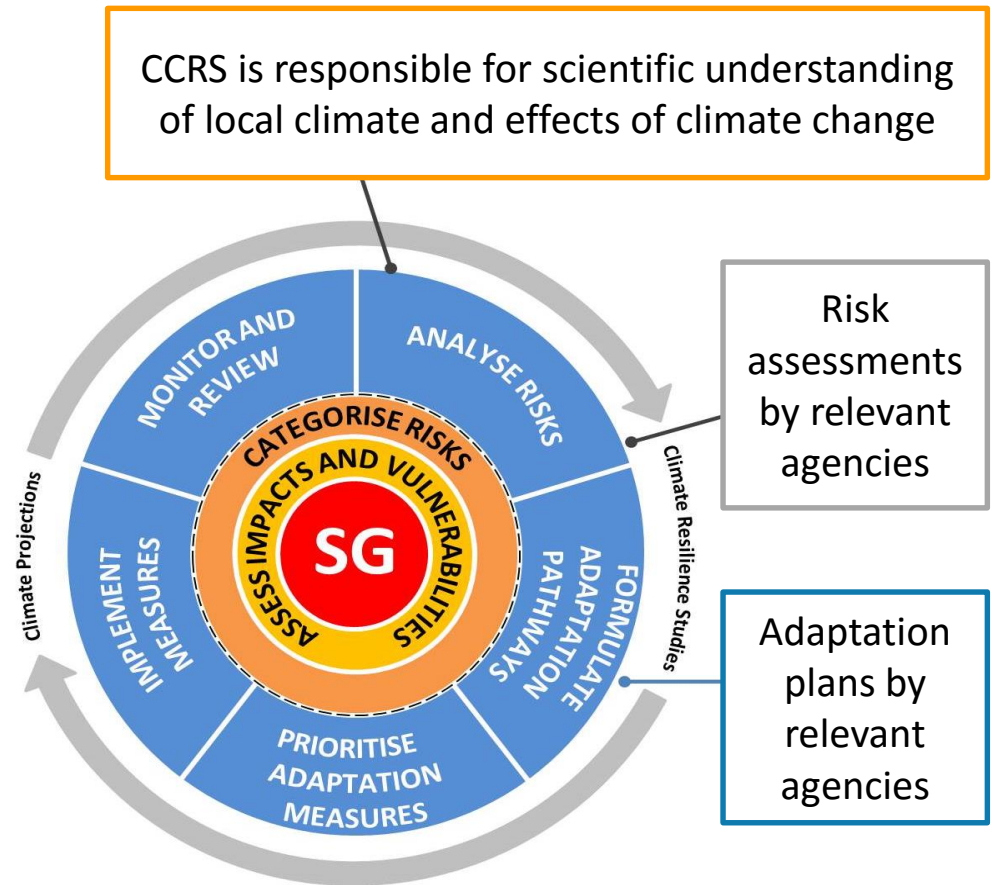 CCRS is responsible for scientific understanding
of local climate and effects of climate change
MONITOR AND
REVIEW
ANALYSE RISKS
Risk
assessments
by relevant
agencies
CATEGORISE RISKS
ASSESS IMPACTS AND VULNERABILITIES
SG
Climate Projections
Climate Resilience Studies
IMPLEMENT
MEASURES
FORMULATE
ADAPTATION
PATHWAYS
Adaptation
plans by
relevant
agencies
PRIORITISE
ADAPTATION
MEASURES